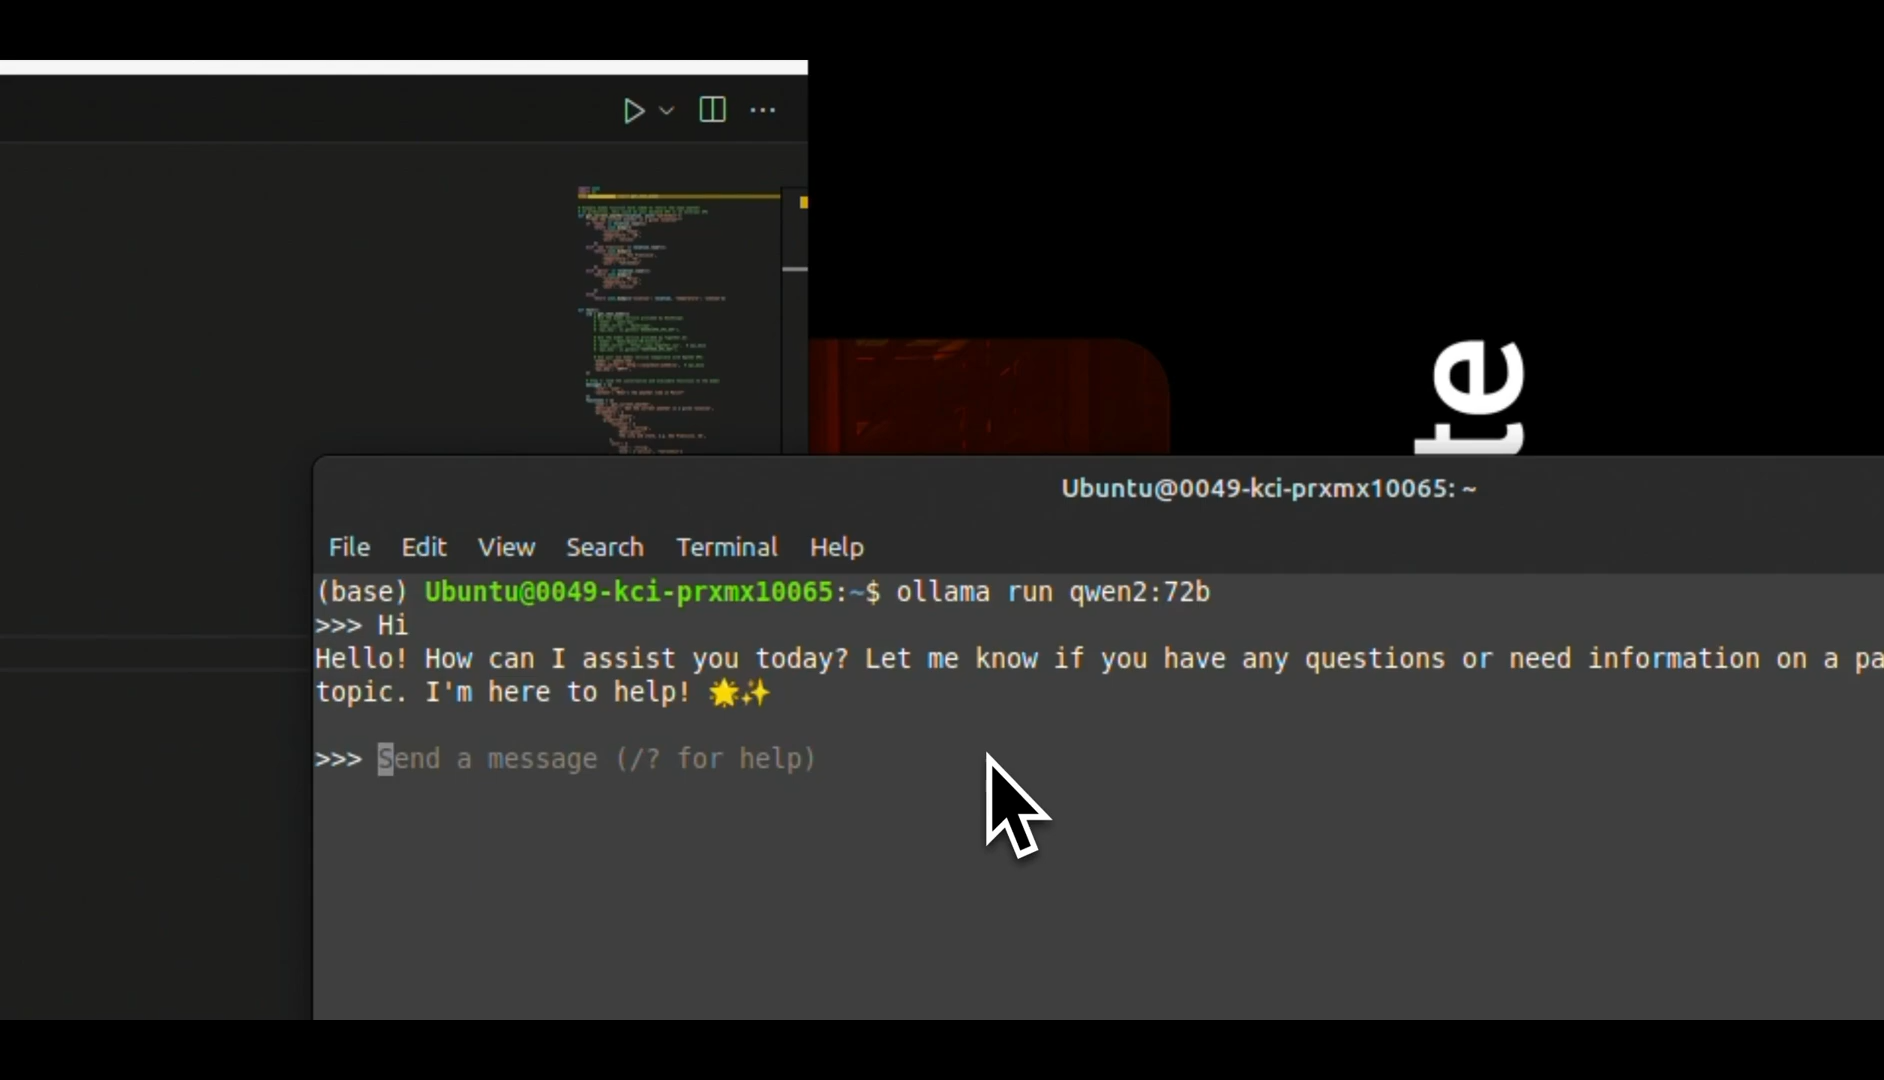 te
Ubuntu@0049-kci-prxmx10065: ~
File Edit View Search Terminal Help
(base) Ubuntu@0049-kci-prxmx10065:~$ ollama run qwen2:72b
>>> Hi
Hello! How can I assist you today? Let me know if you have any questions or need information on a pa
topic. I'm here to help! 🌟✨
>>> Send a message (/? for help)